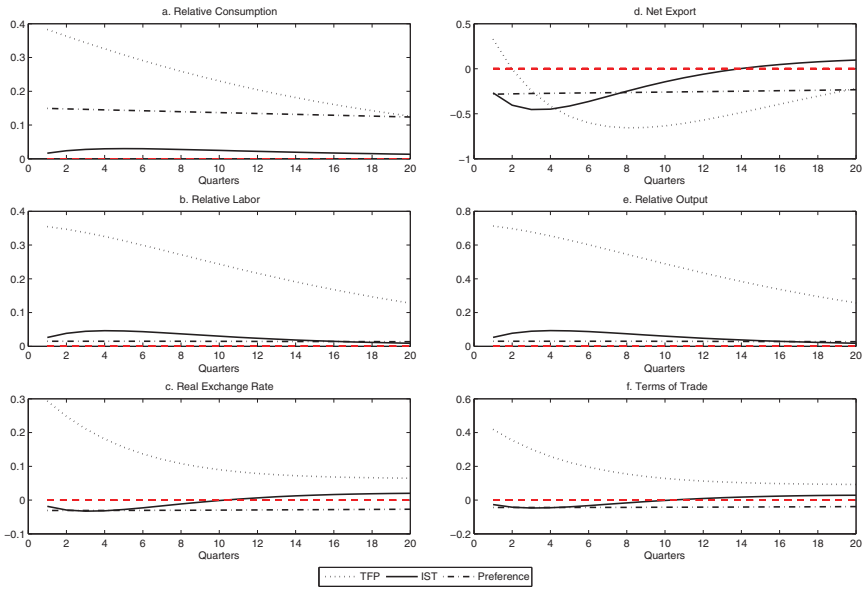 a. Relative Consumption
0.4
0.3
0.2
0.1
0
0 2 4 6 8 10 12 14 16 18 20
Quarters
d. Net Export
0.5
0
−0.5
−1
0 2 4 6 8 10 12 14 16 18 20
Quarters
b. Relative Labor
0.4
0.3
0.2
0.1
0
0 2 4 6 8 10 12 14 16 18 20
Quarters
e. Relative Output
0.8
0.6
0.4
0.2
0
0 2 4 6 8 10 12 14 16 18 20
Quarters
c. Real Exchange Rate
0.3
0.2
0.1
0
−0.1
0 2 4 6 8 10 12 14 16 18 20
Quarters
f. Terms of Trade
0.6
0.4
0.2
0
−0.2
0 2 4 6 8 10 12 14 16 18 20
Quarters
TFP IST Preference